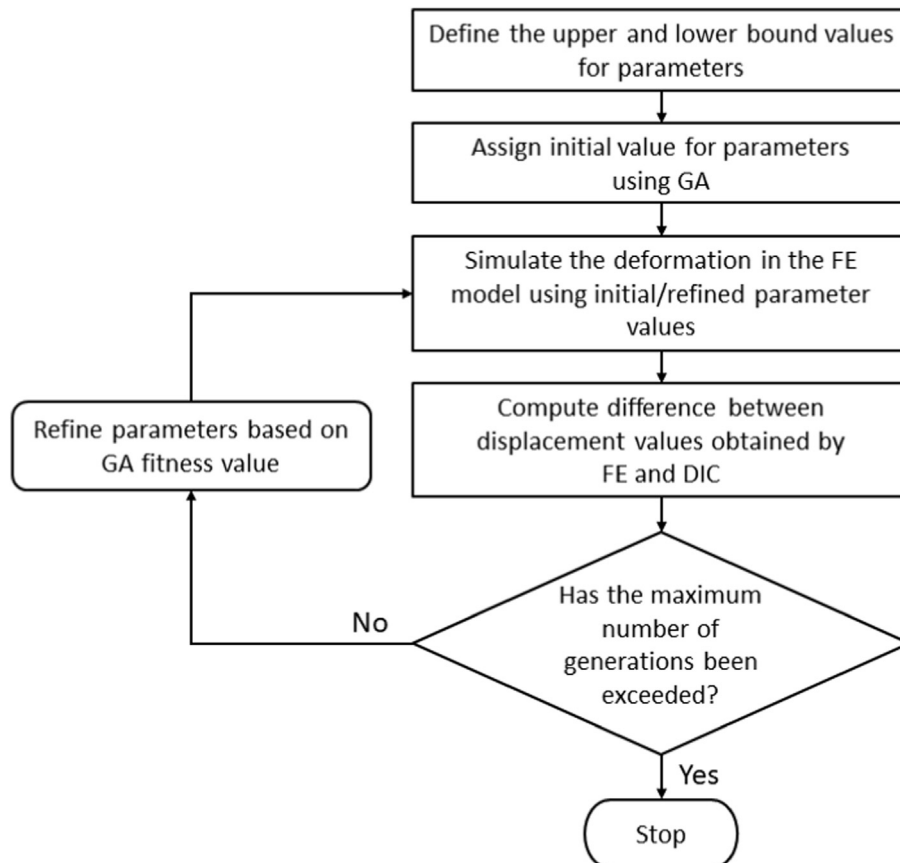 Define the upper and lower bound values
for parameters
Assign initial value for parameters
using GA
Simulate the deformation in the FE
model using initial/refined parameter
values
Compute difference between
displacement values obtained by
FE and DIC
Refine parameters based on
GA fitness value
Has the maximum
number of
generations been
exceeded?
No
Yes
Stop